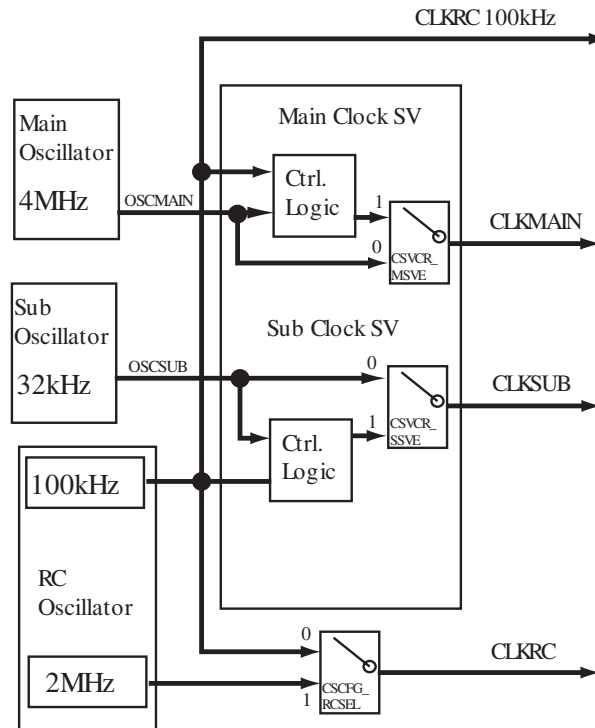 CLKRC 100kHz
Main Clock SV
Main
Oscillator
4MHz
OSCMAIN
Ctrl.
Logic
1
0
CSVCR_
MSVE
CLKMAIN
Sub Clock SV
Sub
Oscillator
32kHz
OSCSUB
0
1
CSVCR_
SSVE
CLKSUB
Ctrl.
Logic
100kHz
RC
Oscillator
2MHz
0
1
CSCFG_
RCSEL
CLKRC